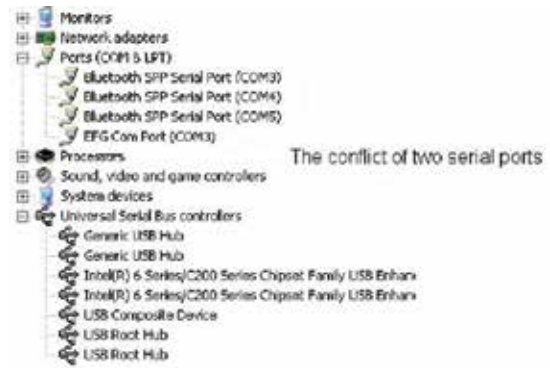 Monitors
Network adapters
Ports (COM & LPT)
Bluetooth SPP Serial Port (COM3)
Bluetooth SPP Serial Port (COM4)
Bluetooth SPP Serial Port (COM5)
EFG Com Port (COM3)
Processors
The conflict of two serial ports
Sound, video and game controllers
System devices
Universal Serial Bus controllers
Generic USB Hub
Generic USB Hub
Intel(R) 6 Series/C200 Series Chipset Family USB Enhanc
Intel(R) 6 Series/C200 Series Chipset Family USB Enhanc
USB Composite Device
USB Root Hub
USB Root Hub